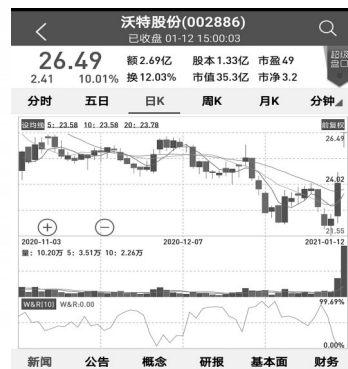 沃特股份(002886)
已收盘 01-12 15:00:03
超级
盘口
26.49 额2.69亿 股本1.33亿 市盈49
2.41 10.01% 换12.03% 市值35.3亿 市净3.2
分时 五日 日K 周K 月K 分钟
设均线 5: 23.58 10: 23.58 20: 23.78 前复权
26.49
24.02
21.55
2020-11-03 2020-12-07 2021-01-12
量: 10.20万 5: 3.51万 10: 2.26万
W&R[10] W&R:0.00 99.69%
0.00%
新闻 公告 概念 研报 基本面 财务